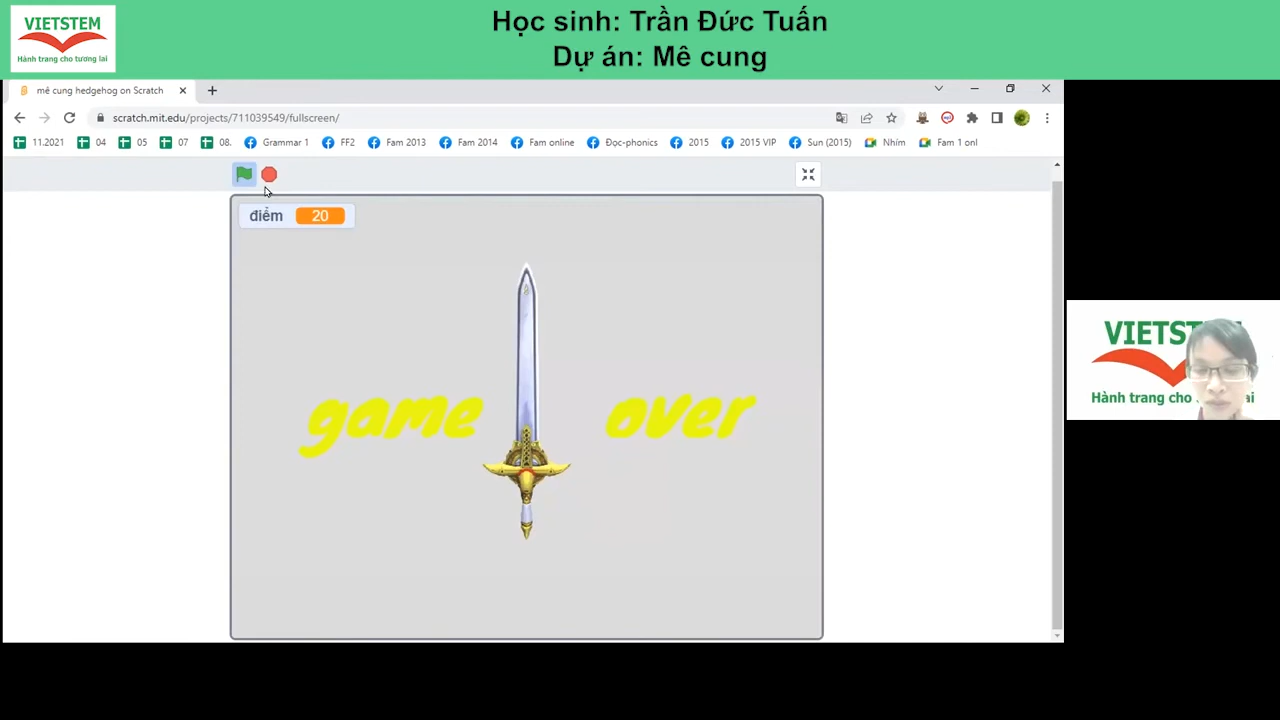 VIETSTEM
Hành trang cho tương lai
Học sinh: Trần Đức Tuấn
Dự án: Mê cung
mê cung hedgehog on Scratch
scratch.mit.edu/projects/711039549/fullscreen/
11.2021 04 05 07 08. Grammar 1 FF2 Fam 2013 Fam 2014 Fam online Đọc-phonics 2015 2015 VIP Sun (2015) Nhím Fam 1 onl
điểm 20
game over
VIETST
Hành trang cho lai